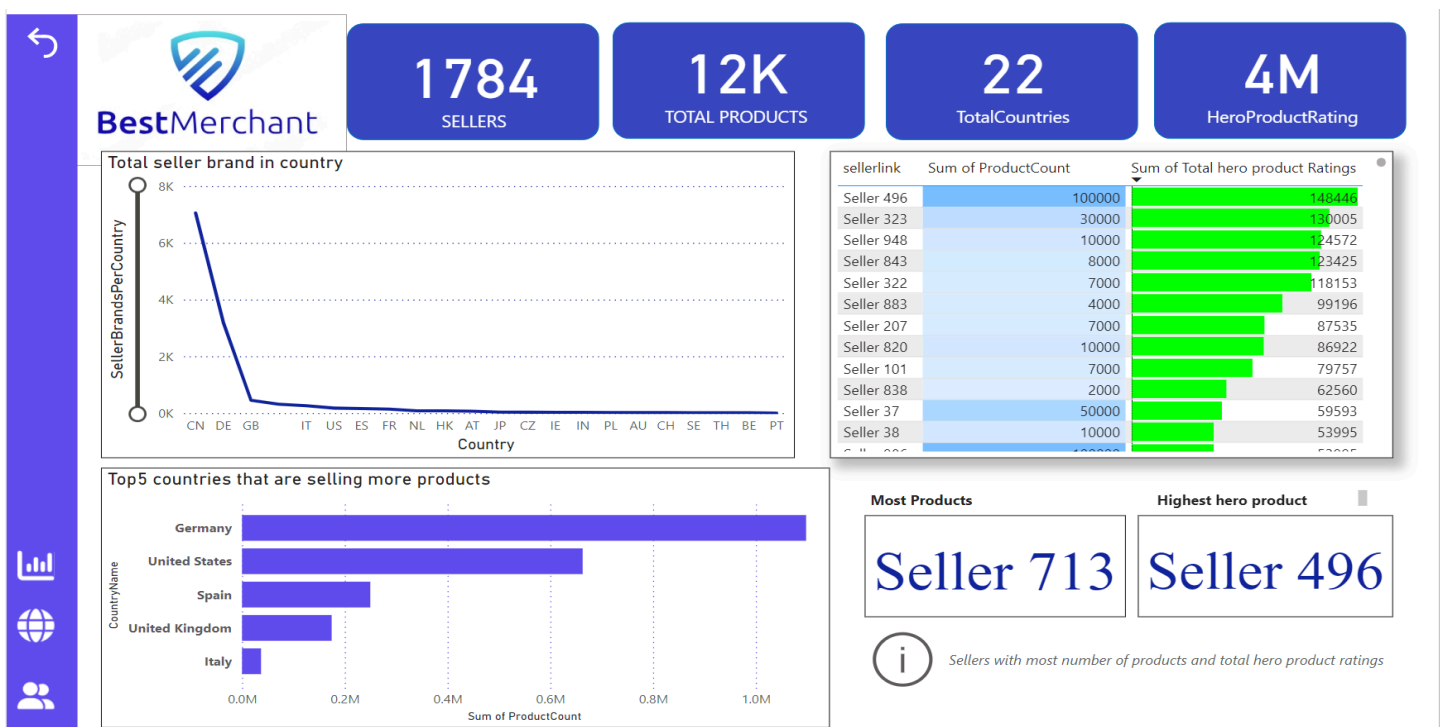 BestMerchant
1784
SELLERS
12K
TOTAL PRODUCTS
22
TotalCountries
4M
HeroProductRating
Total seller brand in country
SellerBrandsPerCountry
8K
6K
4K
2K
0K
CN DE GB IT US ES FR NL HK AT JP CZ IE IN PL AU CH SE TH BE PT
Country
sellerlink Sum of ProductCount Sum of Total hero product Ratings
Seller 496 100000 148446
Seller 323 30000 130005
Seller 948 10000 124572
Seller 843 8000 123425
Seller 322 7000 118153
Seller 883 4000 99196
Seller 207 7000 87535
Seller 820 10000 86922
Seller 101 7000 79757
Seller 838 2000 62560
Seller 37 50000 59593
Seller 38 10000 53995
Top5 countries that are selling more products
CountryName
Germany
United States
Spain
United Kingdom
Italy
0.0M 0.2M 0.4M 0.6M 0.8M 1.0M
Sum of ProductCount
Most Products
Seller 713
Highest hero product
Seller 496
i
Sellers with most number of products and total hero product ratings